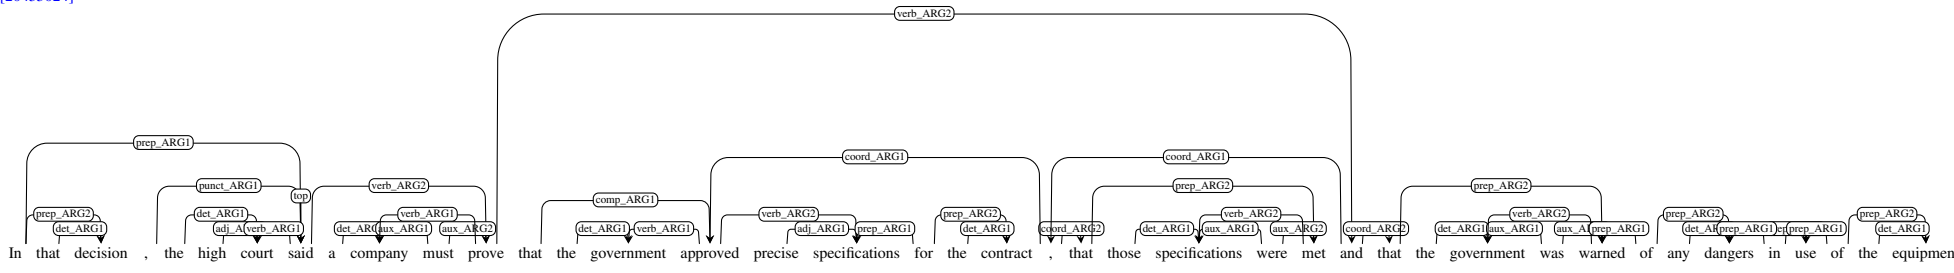 verb_ARG2
prep_ARG1
coord_ARG1 coord_ARG1
punct_ARG1 top verb_ARG2 prep_ARG2 prep_ARG2
comp_ARG1
prep_ARG2 det_ARG1 verb_ARG1 verb_ARG2 prep_ARG2 verb_ARG2 verb_ARG2 prep_ARG2 prep_ARG2
det_ARG1 verb_ARG1 aux_ARG1 aux_ARG2 det_ARG1 verb_ARG1 adj_ARG1 prep_ARG1 det_ARG1 coord_ARG2 det_ARG1 aux_ARG1 aux_ARG2 coord_ARG2 det_ARG1 aux_ARG1 prep_ARG1 prep_ARG1 prep_ARG1 det_ARG1
In that decision , the high court said a company must prove that the government approved precise specifications for the contract , that those specifications were met and that the government was warned of any dangers in use of the equipmen